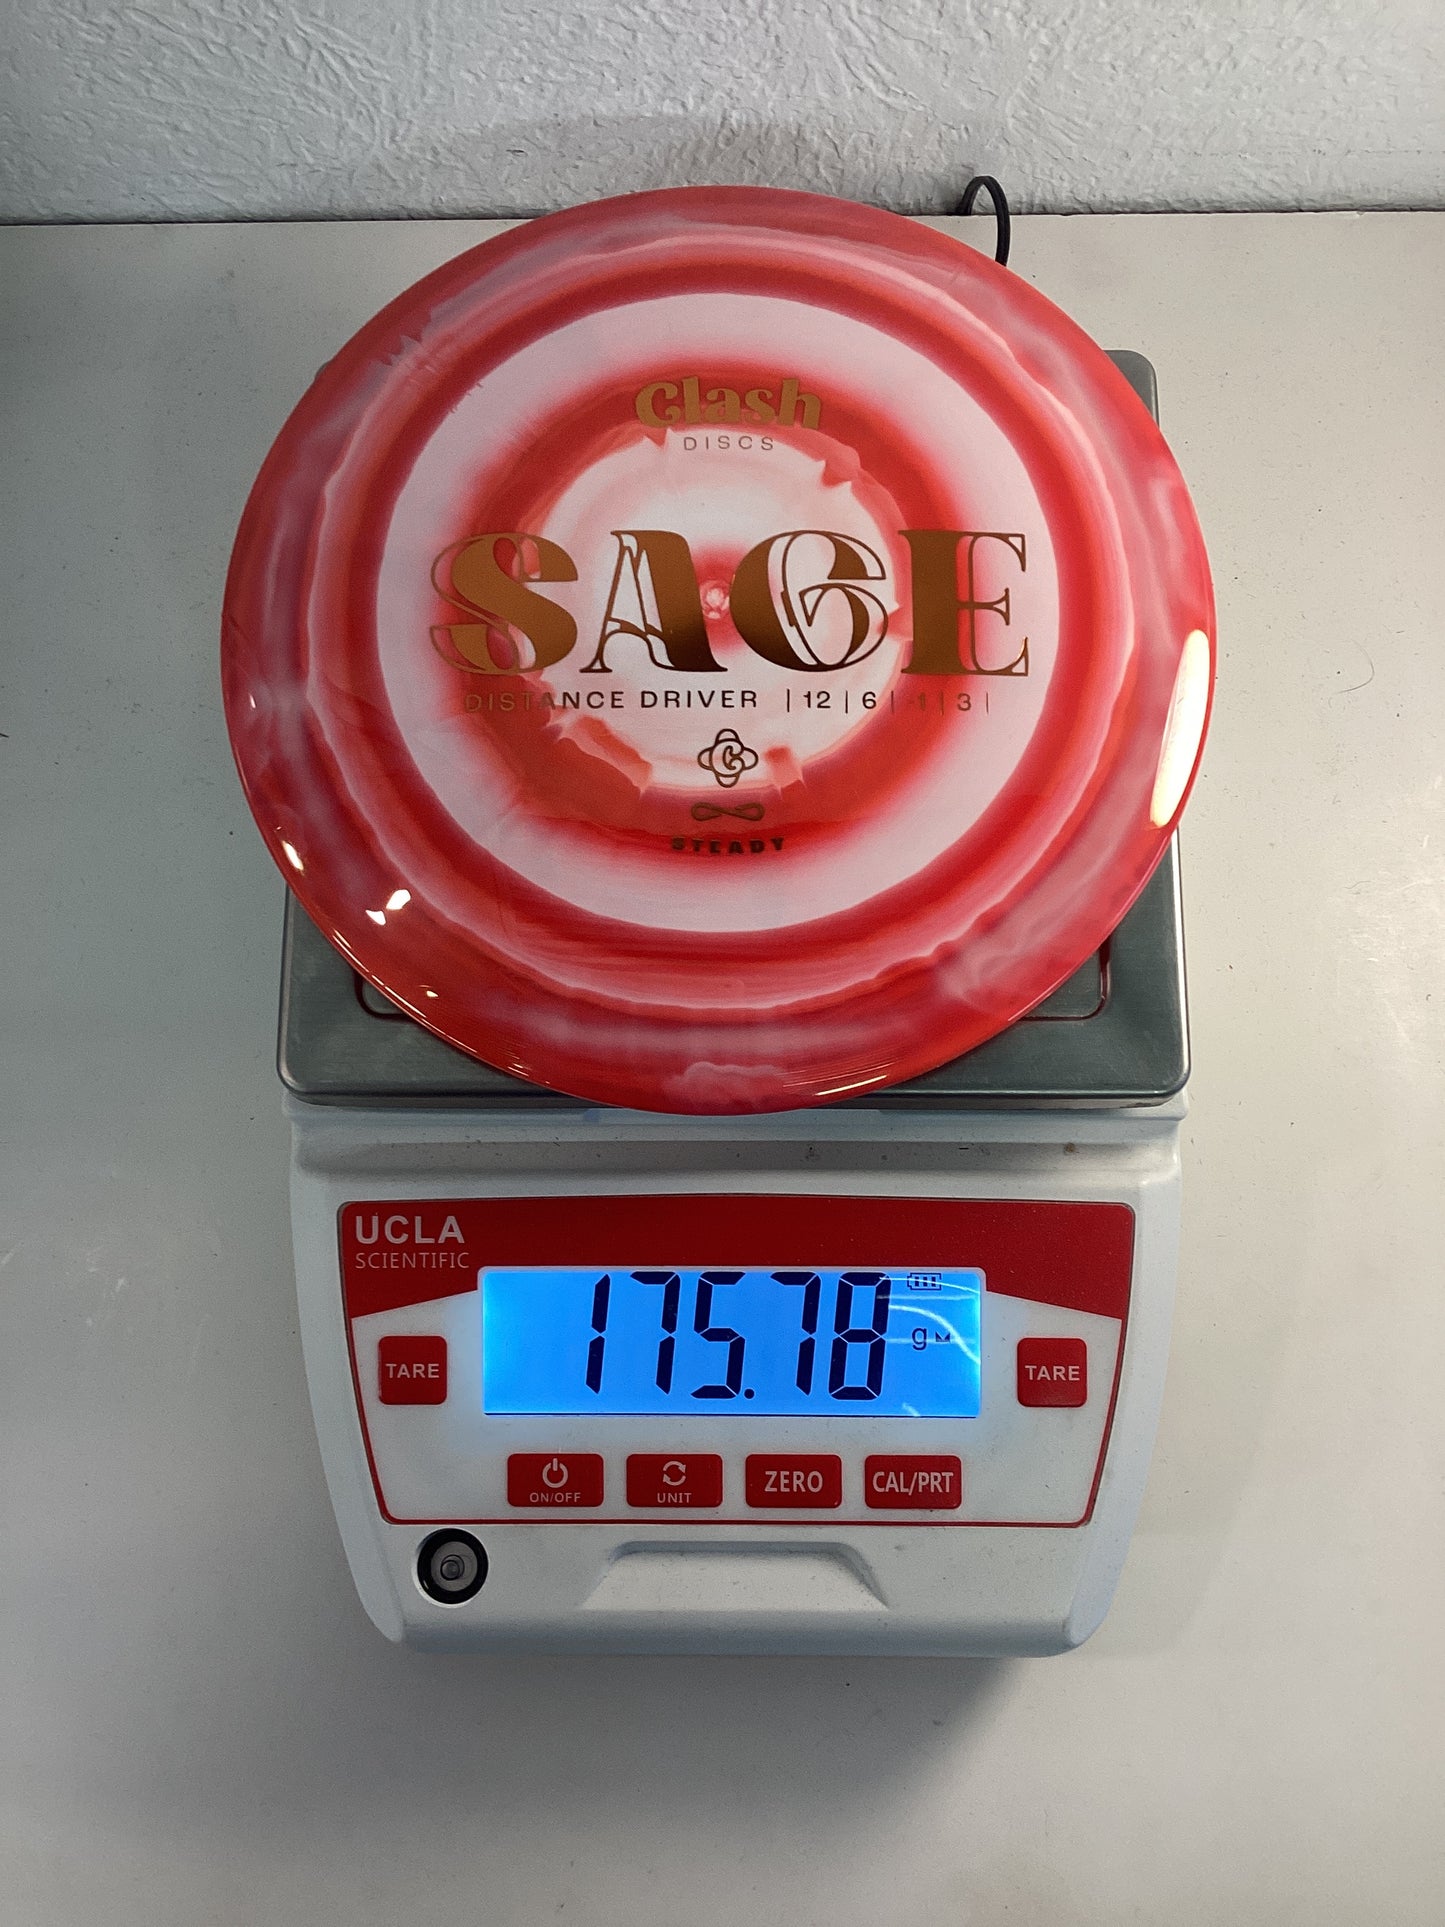 Clash
DISCS
SAGE
DISTANCE DRIVER | 12 | 6 | -1 | 3 |
STEADY
UCLA
SCIENTIFIC
175.78 g
TARE
TARE
ON/OFF
UNIT
ZERO
CAL/PRT